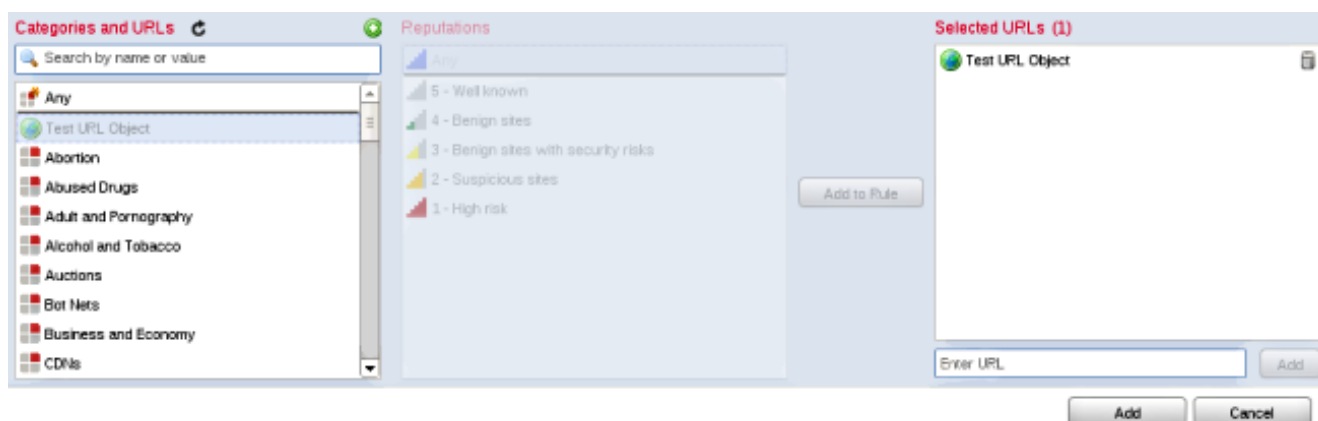 Categories and URLs
Search by name or value
Any
Test URL Object
Abortion
Abused Drugs
Adult and Pornography
Alcohol and Tobacco
Auctions
Bot Nets
Business and Economy
CDNs
Reputations
Any
5 - Well known
4 - Benign sites
3 - Benign sites with security risks
2 - Suspicious sites
1 - High risk
Add to Rule
Selected URLs (1)
Test URL Object
Enter URL
Add
Add
Cancel